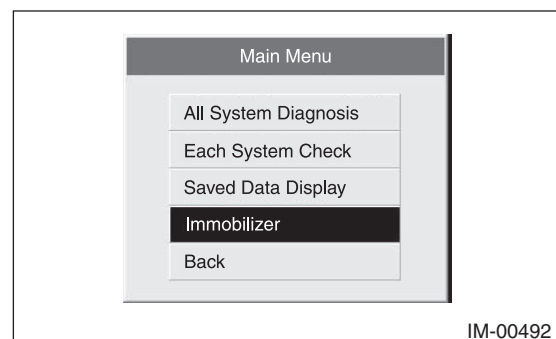 Main Menu
All System Diagnosis
Each System Check
Saved Data Display
Immobilizer
Back
IM-00492